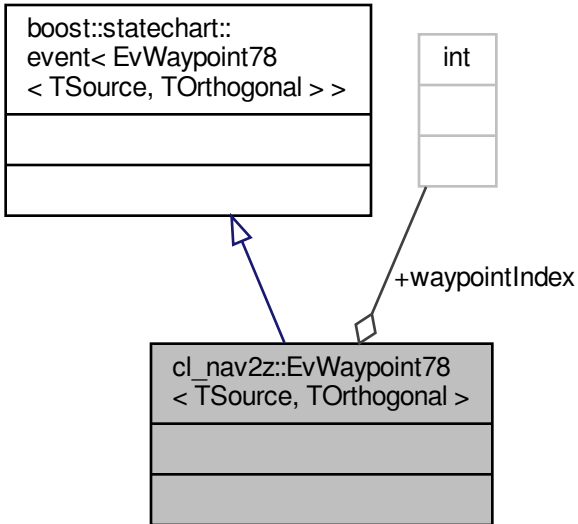 boost::statechart::
event< EvWaypoint78
< TSource, TOrthogonal > >
int
+waypointIndex
cl_nav2z::EvWaypoint78
< TSource, TOrthogonal >